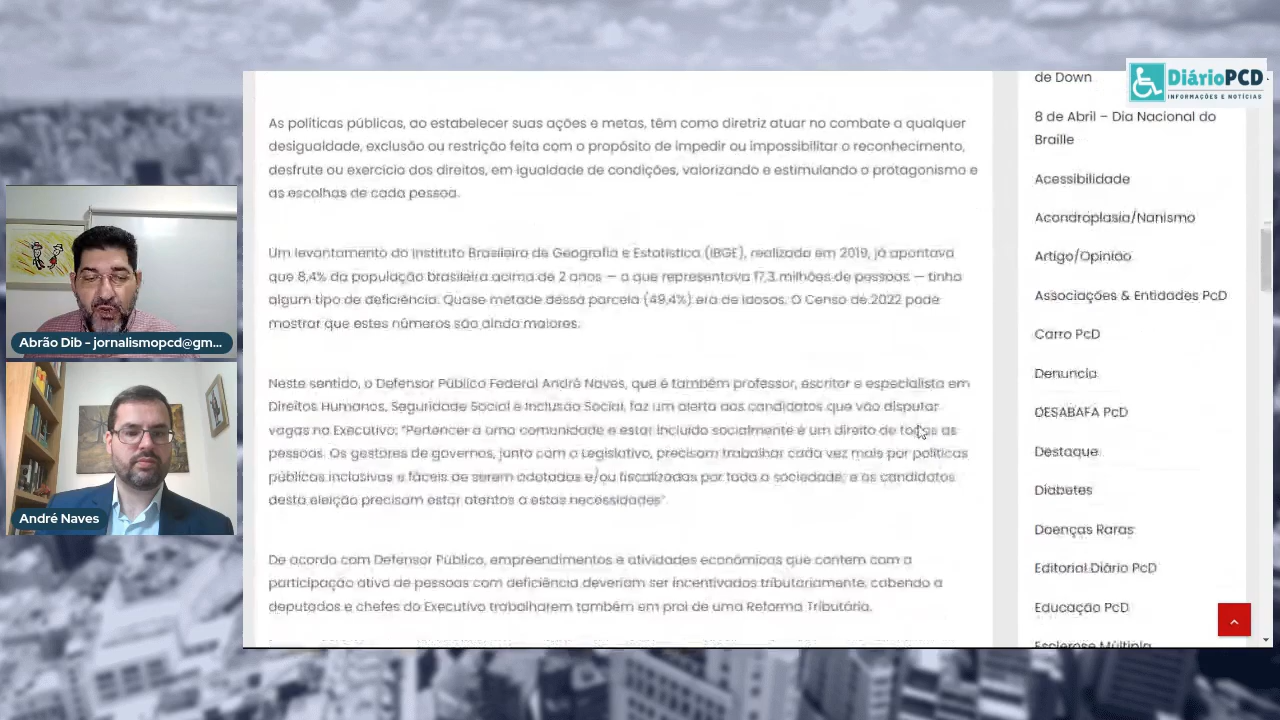 DiárioPCD
INFORMAÇÕES E NOTÍCIAS
As políticas públicas, ao estabelecer suas ações e metas, têm como diretriz atuar no combate a qualquer
desigualdade, exclusão ou restrição feita com o propósito de impedir ou impossibilitar o reconhecimento,
desfrute ou exercício dos direitos, em igualdade de condições, valorizando e estimulando o protagonismo e
as escolhas de cada pessoa.
Um levantamento do Instituto Brasileiro de Geografia e Estatística (IBGE), realizado em 2019, já apontava
que 8,4% da população brasileira acima de 2 anos – o que representava 17,3 milhões de pessoas – tinha
algum tipo de deficiência. Quase metade dessa parcela (49,4%) era de idosos. O Censo de 2022 pode
mostrar que estes números são ainda maiores.
Neste sentido, o Defensor Público Federal André Naves, que é também professor, escritor e especialista em
Direitos Humanos, Seguridade Social e Inclusão Social, faz um alerta aos candidatos que vão disputar
vagas no Executivo: "Pertencer a uma comunidade e estar incluído socialmente é um direito de todas as
pessoas. Os gestores de governos, junto com o Legislativo, precisam trabalhar cada vez mais por políticas
públicas inclusivas e fáceis de serem adotadas e/ou fiscalizadas por toda a sociedade, e os candidatos
desta eleição precisam estar atentos a estas necessidades".
De acordo com Defensor Público, empreendimentos e atividades econômicas que contem com a
participação ativa de pessoas com deficiência deveriam ser incentivados tributariamente, cabendo a
deputados e chefes do Executivo trabalharem também em prol de uma Reforma Tributária.
de Down
8 de Abril – Dia Nacional do
Braille
Acessibilidade
Acondroplasia/Nanismo
Artigo/Opinião
Associações & Entidades PcD
Carro PcD
Denuncia
DESABAFA PcD
Destaque
Diabetes
Doenças Raras
Editorial Diário PcD
Educação PcD
Esclerose Múltipla
Abrão Dib - jornalismopcd@gm...
André Naves